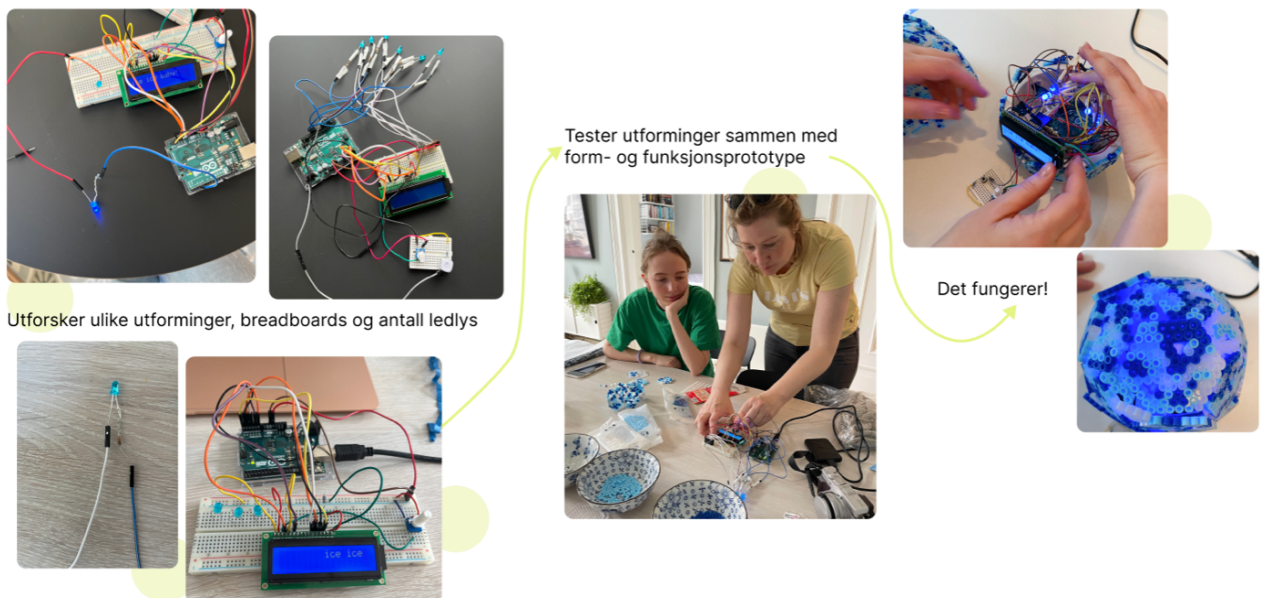 Tester utforminger sammen med
form- og funksjonsprototype
Det fungerer!
Utforsker ulike utforminger, breadboards og antall ledlys
ice ice